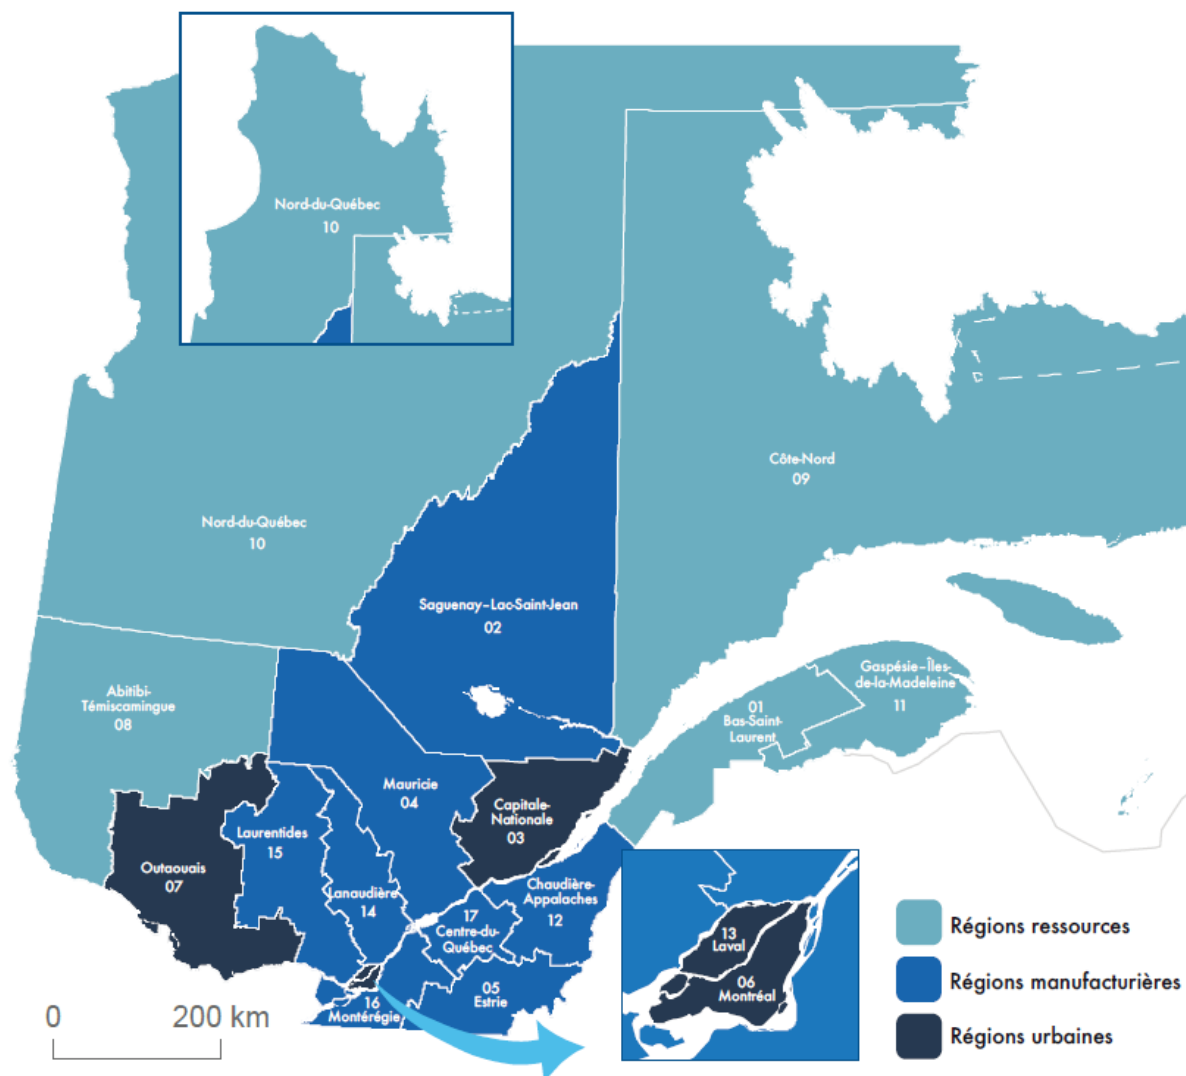 Nord-du-Québec
10
Nord-du-Québec
10
Côte-Nord
09
Saguenay–Lac-Saint-Jean
02
Abitibi-
Témiscamingue
08
Gaspésie–Îles-
de-la-Madeleine
11
01
Bas-Saint-
Laurent
Mauricie
04
Capitale-
Nationale
03
Laurentides
15
Outaouais
07
Lanaudière
14
Chaudière-
Appalaches
12
17
Centre-du-
Québec
05
Estrie
16
Montérégie
13
Laval
06
Montréal
0 200 km
Régions ressources
Régions manufacturières
Régions urbaines